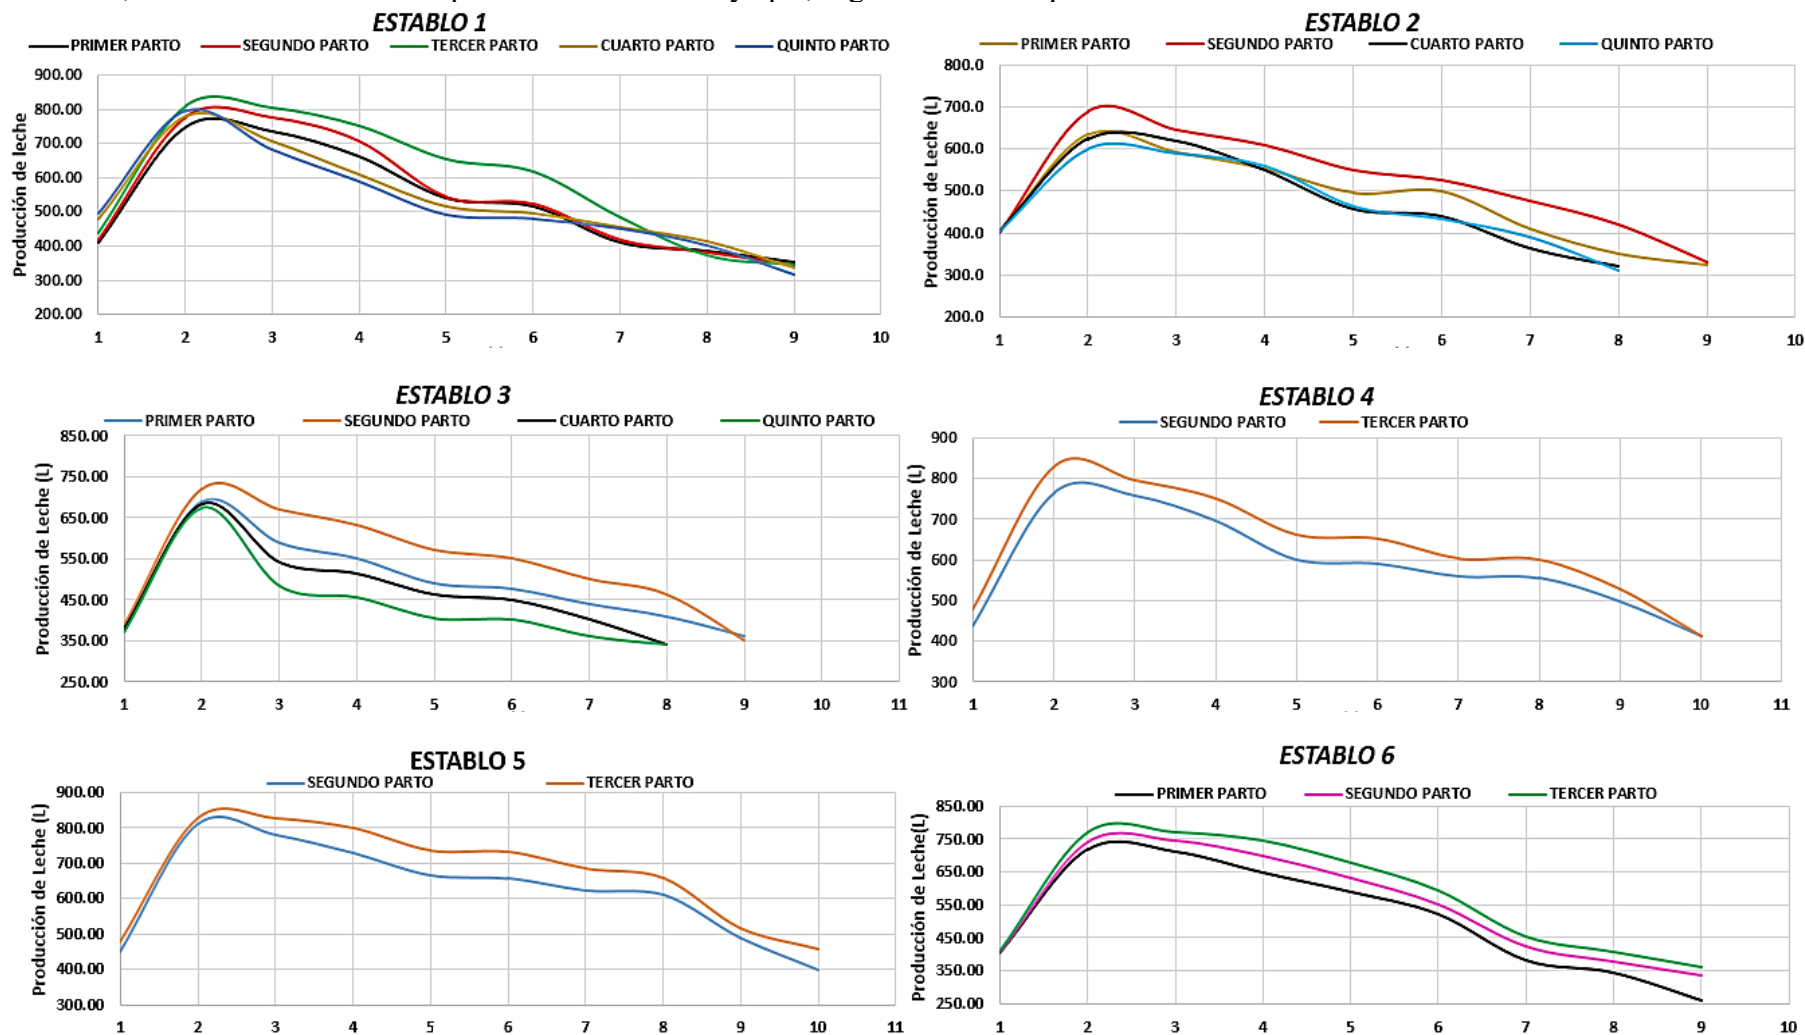 ESTABLO 1
PRIMER PARTO SEGUNDO PARTO TERCER PARTO CUARTO PARTO QUINTO PARTO
Producción de leche
900.00
800.00
700.00
600.00
500.00
400.00
300.00
200.00
1 2 3 4 5 6 7 8 9 10
ESTABLO 2
PRIMER PARTO SEGUNDO PARTO CUARTO PARTO QUINTO PARTO
Producción de Leche (L)
800.0
700.0
600.0
500.0
400.0
300.0
200.0
1 2 3 4 5 6 7 8 9 10
ESTABLO 3
PRIMER PARTO SEGUNDO PARTO CUARTO PARTO QUINTO PARTO
Producción de Leche (L)
850.00
750.00
650.00
550.00
450.00
350.00
250.00
1 2 3 4 5 6 7 8 9 10 11
ESTABLO 4
SEGUNDO PARTO TERCER PARTO
Producción de Leche (L)
900
800
700
600
500
400
300
1 2 3 4 5 6 7 8 9 10 11
ESTABLO 5
SEGUNDO PARTO TERCER PARTO
Producción de Leche (L)
900.00
800.00
700.00
600.00
500.00
400.00
300.00
1 2 3 4 5 6 7 8 9 10 11
ESTABLO 6
PRIMER PARTO SEGUNDO PARTO TERCER PARTO
Producción de Leche(L)
850.00
750.00
650.00
550.00
450.00
350.00
250.00
1 2 3 4 5 6 7 8 9 10